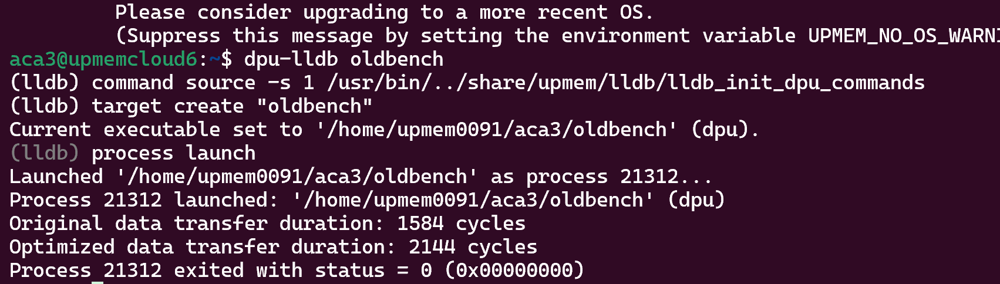 Please consider upgrading to a more recent OS.
(Suppress this message by setting the environment variable UPMEM_NO_OS_WARNI
aca3@upmemcloud6:~$ dpu-lldb oldbench
(lldb) command source -s 1 /usr/bin/../share/upmem/lldb/lldb_init_dpu_commands
(lldb) target create "oldbench"
Current executable set to '/home/upmem0091/aca3/oldbench' (dpu).
(lldb) process launch
Launched '/home/upmem0091/aca3/oldbench' as process 21312...
Process 21312 launched: '/home/upmem0091/aca3/oldbench' (dpu)
Original data transfer duration: 1584 cycles
Optimized data transfer duration: 2144 cycles
Process 21312 exited with status = 0 (0x00000000)